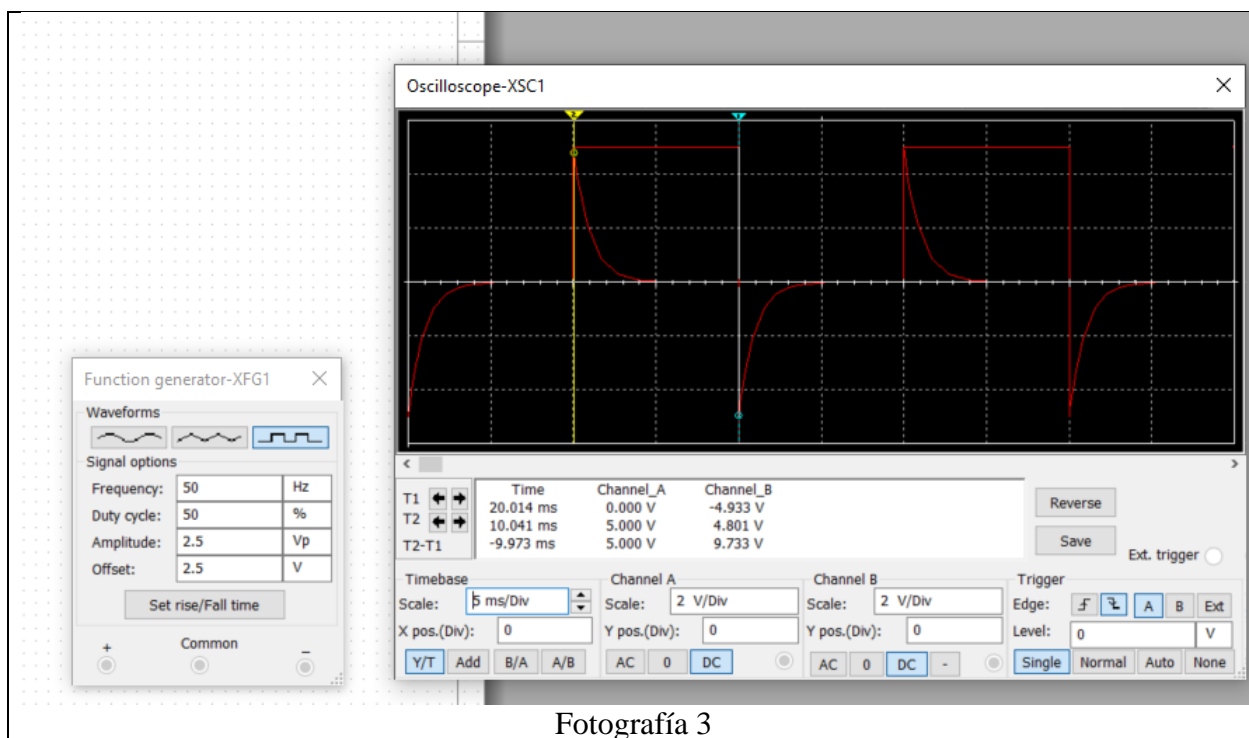 Oscilloscope-XSC1
Function generator-XFG1
Waveforms
Signal options
Frequency: 50 Hz
Duty cycle: 50 %
Amplitude: 2.5 Vp
Offset: 2.5 V
Set rise/Fall time
+ Common –
Time Channel_A Channel_B
T1 20.014 ms 0.000 V -4.933 V
T2 10.041 ms 5.000 V 4.801 V
T2-T1 -9.973 ms 5.000 V 9.733 V
Reverse
Save
Ext. trigger
Timebase
Scale: 5 ms/Div
X pos.(Div): 0
Y/T Add B/A A/B
Channel A
Scale: 2 V/Div
Y pos.(Div): 0
AC 0 DC
Channel B
Scale: 2 V/Div
Y pos.(Div): 0
AC 0 DC -
Trigger
Edge: A B Ext
Level: 0 V
Single Normal Auto None
Fotografía 3